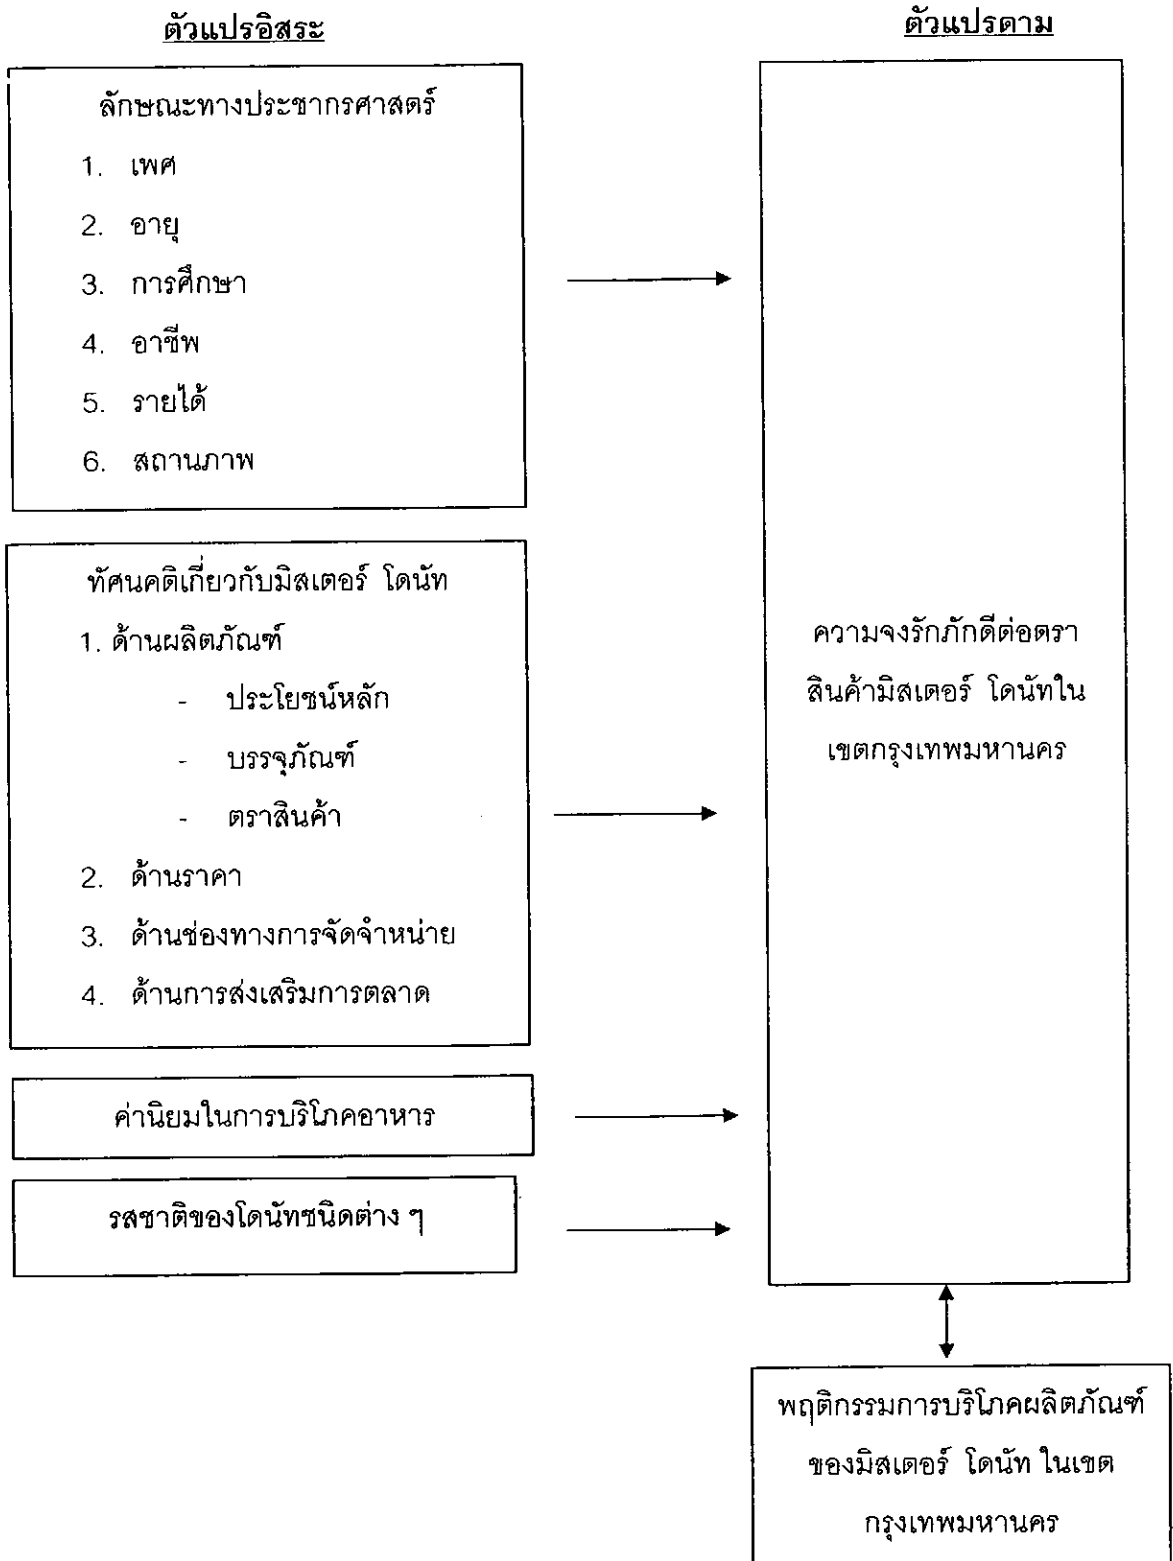 ตัวแปรอิสระ
ตัวแปรตาม
ลักษณะทางประชากรศาสตร์
1. เพศ
2. อายุ
3. การศึกษา
4. อาชีพ
5. รายได้
6. สถานภาพ
ทัศนคติเกี่ยวกับมิสเตอร์ โดนัท
1. ด้านผลิตภัณฑ์
- ประโยชน์หลัก
- บรรจุภัณฑ์
- ตราสินค้า
2. ด้านราคา
3. ด้านช่องทางการจัดจำหน่าย
4. ด้านการส่งเสริมการตลาด
ค่านิยมในการบริโภคอาหาร
รสชาติของโดนัทชนิดต่าง ๆ
ความจงรักภักดีต่อตรา
สินค้ามิสเตอร์ โดนัทใน
เขตกรุงเทพมหานคร
พฤติกรรมการบริโภคผลิตภัณฑ์
ของมิสเตอร์ โดนัท ในเขต
กรุงเทพมหานคร